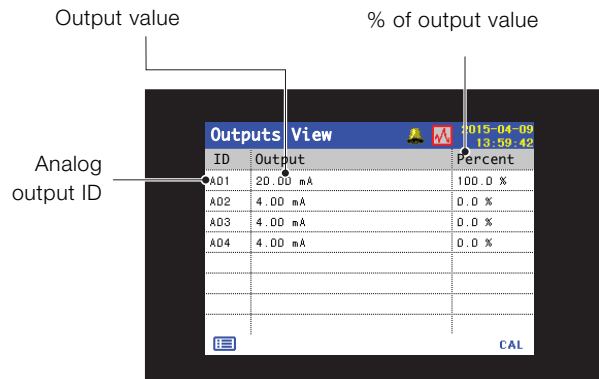 Output value
% of output value
Outputs View
2015-04-09
13:59:42
ID Output Percent
Analog
output ID
AO1 20.00 mA 100.0 %
AO2 4.00 mA 0.0 %
AO3 4.00 mA 0.0 %
AO4 4.00 mA 0.0 %
CAL